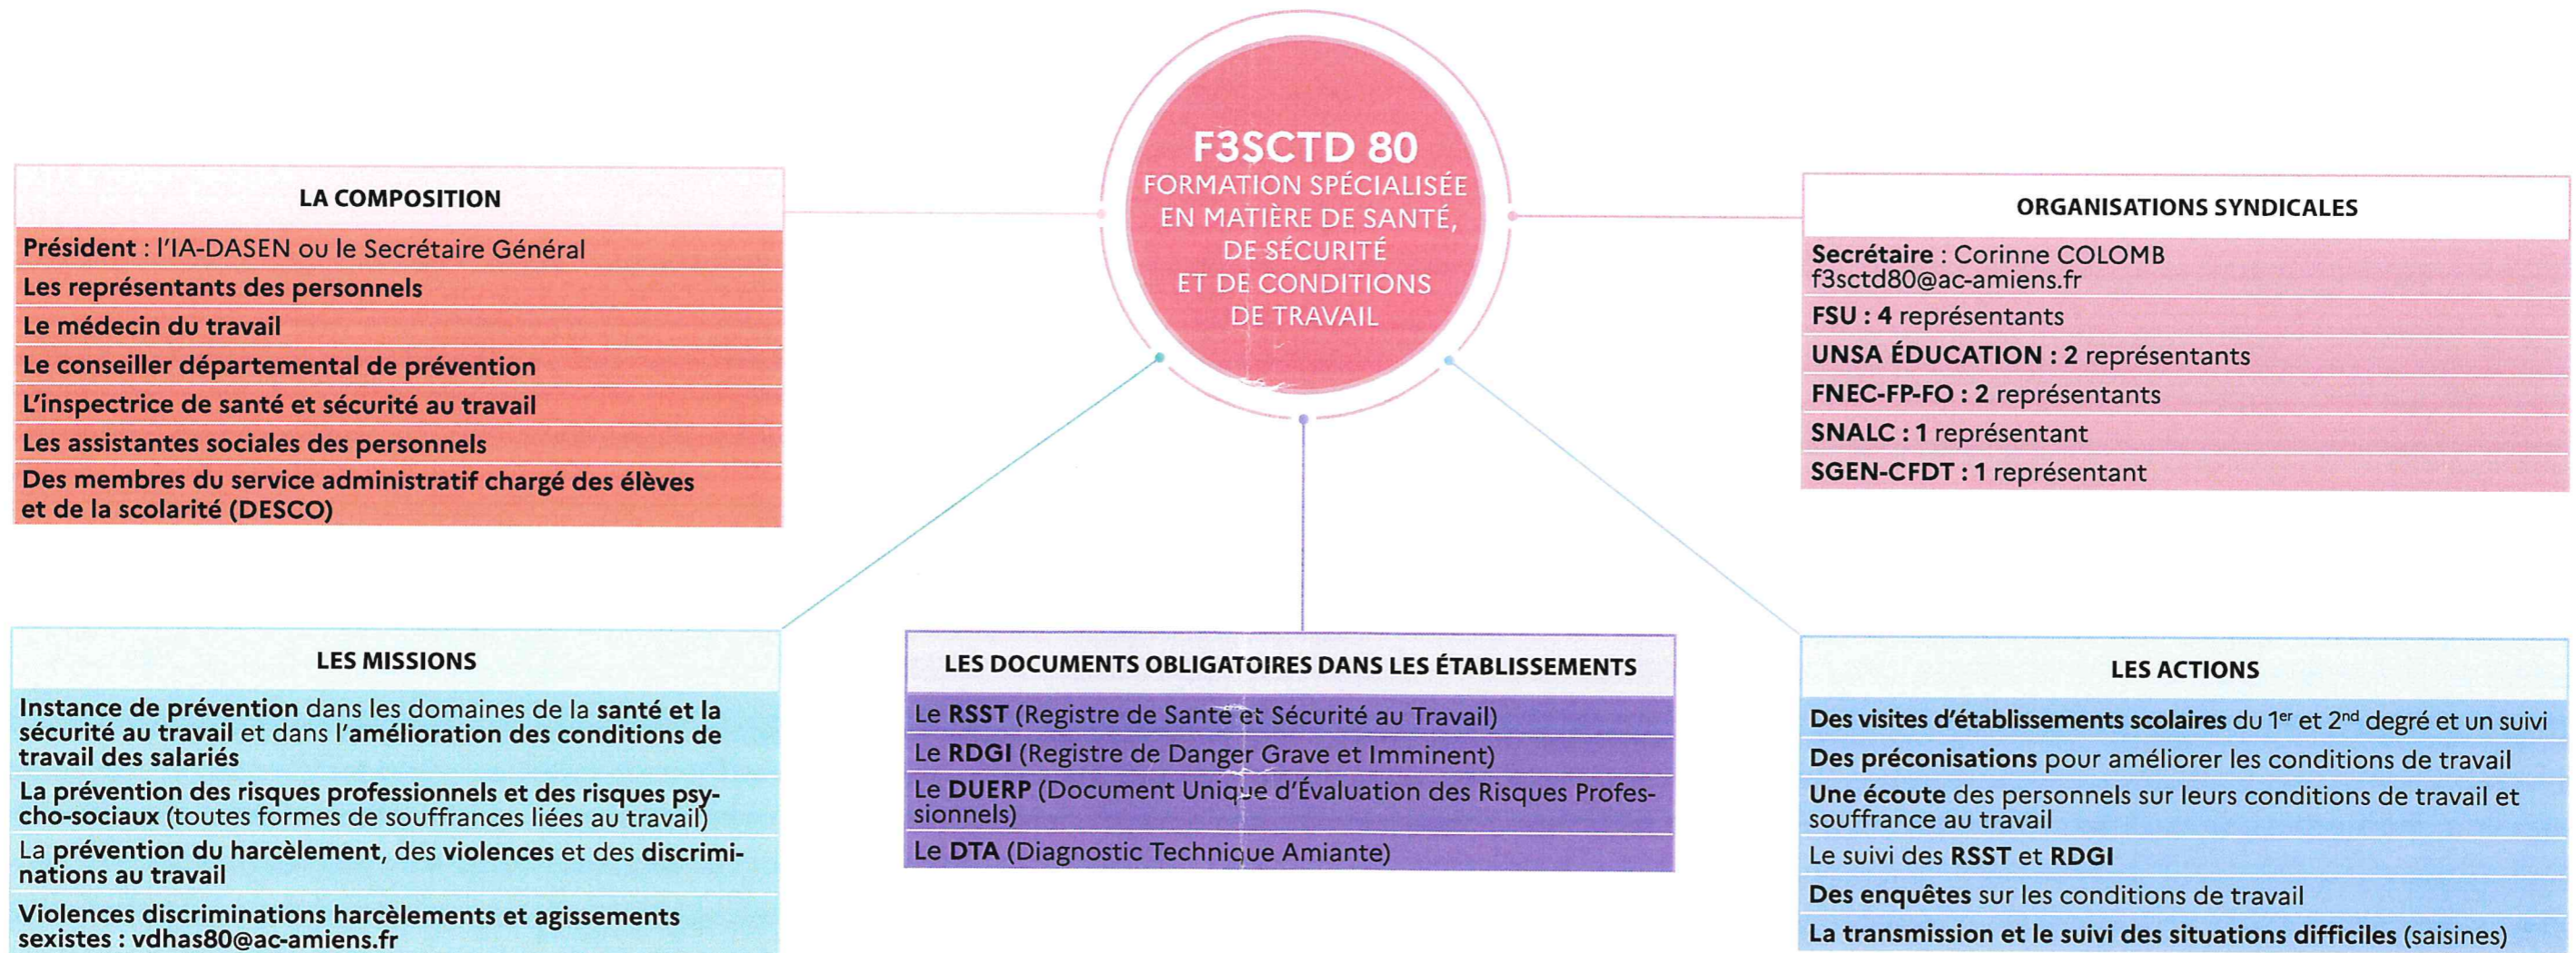 F3SCTD 80
FORMATION SPÉCIALISÉE
EN MATIÈRE DE SANTÉ,
DE SÉCURITÉ
ET DE CONDITIONS
DE TRAVAIL
LA COMPOSITION
Président : l'IA-DASEN ou le Secrétaire Général
Les représentants des personnels
Le médecin du travail
Le conseiller départemental de prévention
L'inspectrice de santé et sécurité au travail
Les assistantes sociales des personnels
Des membres du service administratif chargé des élèves
et de la scolarité (DESCO)
ORGANISATIONS SYNDICALES
Secrétaire : Corinne COLOMB
f3sctd80@ac-amiens.fr
FSU : 4 représentants
UNSA ÉDUCATION : 2 représentants
FNEC-FP-FO : 2 représentants
SNALC : 1 représentant
SGEN-CFDT : 1 représentant
LES MISSIONS
Instance de prévention dans les domaines de la santé et la
sécurité au travail et dans l'amélioration des conditions de
travail des salariés
La prévention des risques professionnels et des risques psy-
cho-sociaux (toutes formes de souffrances liées au travail)
La prévention du harcèlement, des violences et des discrimi-
nations au travail
Violences discriminations harcèlements et agissements
sexistes : vdhas80@ac-amiens.fr
LES DOCUMENTS OBLIGATOIRES DANS LES ÉTABLISSEMENTS
Le RSST (Registre de Santé et Sécurité au Travail)
Le RDGI (Registre de Danger Grave et Imminent)
Le DUERP (Document Unique d'Évaluation des Risques Profes-
sionnels)
Le DTA (Diagnostic Technique Amiante)
LES ACTIONS
Des visites d'établissements scolaires du 1er et 2nd degré et un suivi
Des préconisations pour améliorer les conditions de travail
Une écoute des personnels sur leurs conditions de travail et
souffrance au travail
Le suivi des RSST et RDGI
Des enquêtes sur les conditions de travail
La transmission et le suivi des situations difficiles (saisines)